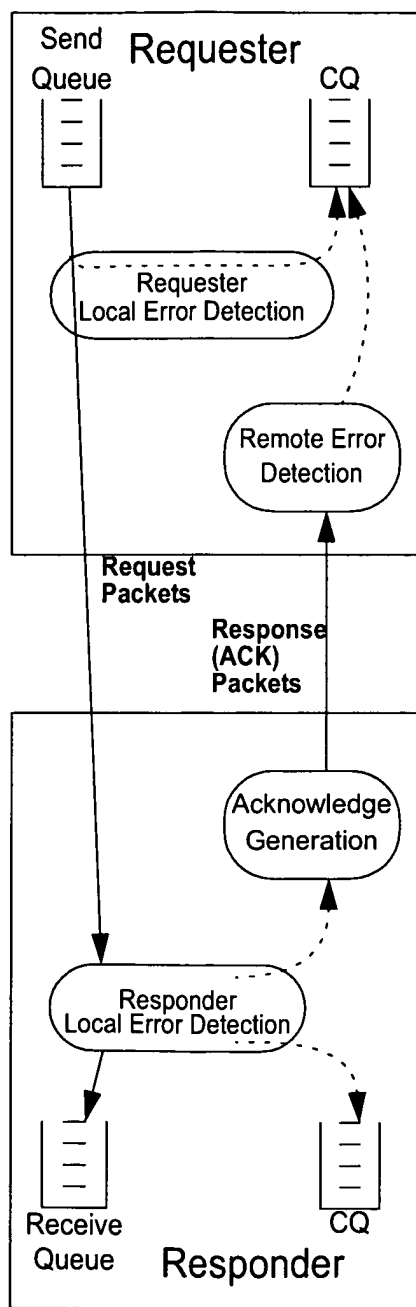 Send
Queue
Requester
CQ
Requester
Local Error Detection
Remote Error
Detection
Request
Packets
Response
(ACK)
Packets
Acknowledge
Generation
Responder
Local Error Detection
Receive
Queue
CQ
Responder